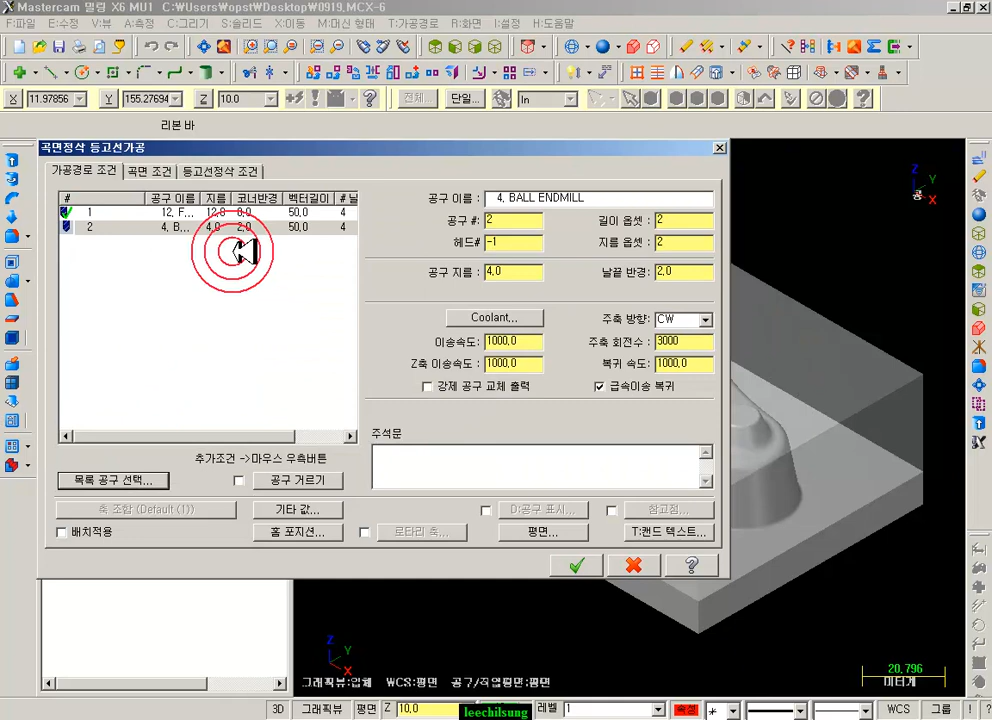 Mastercam 밀링 X6 MU1 C:₩Users₩opst₩Desktop₩0919.MCX-6
F:파일 E:수정 V:뷰 A:측정 C:그리기 S:솔리드 X:이동 M:머신 형태 T:가공경로 R:화면 I:설정 H:도움말
X 11.97856 Y 155.27694 Z 10.0 전체... 단일... In
리본 바
곡면정삭 등고선가공
가공경로 조건 곡면 조건 등고선정삭 조건
# 공구 이름 지름 코너반경 벡터길이 # 날
1 12. F... 12.0 0.0 50.0 4
2 4. B... 4.0 2.0 50.0 4
공구 이름 : 4. BALL ENDMILL
공구 #: 2 길이 옵셋 : 2
헤드# -1 지름 옵셋 : 2
공구 지름 : 4.0 날끝 반경: 2.0
Coolant... 주축 방향: CW
이송속도: 1000.0 주축 회전수: 3000
Z축 이송속도: 1000.0 복귀 속도: 1000.0
강제 공구 교체 출력 급속이송 복귀
주석문
추가조건 ->마우스 우측버튼
목록 공구 선택... 공구 거르기
축 조합 (Default (1)) 기타 값... D:공구 표시... 참고점...
배치적용 홈 포지션... 로타리 축... 평면... T:캔드 텍스트...
Z Y X 공
Z Y X
20.796
미터계
그래픽뷰:입체 WCS:평면 공구/작업평면:평면
3D 그래픽뷰 평면 Z 10.0 leechilsung 레벨 1 속성 WCS 그룹 ! ?